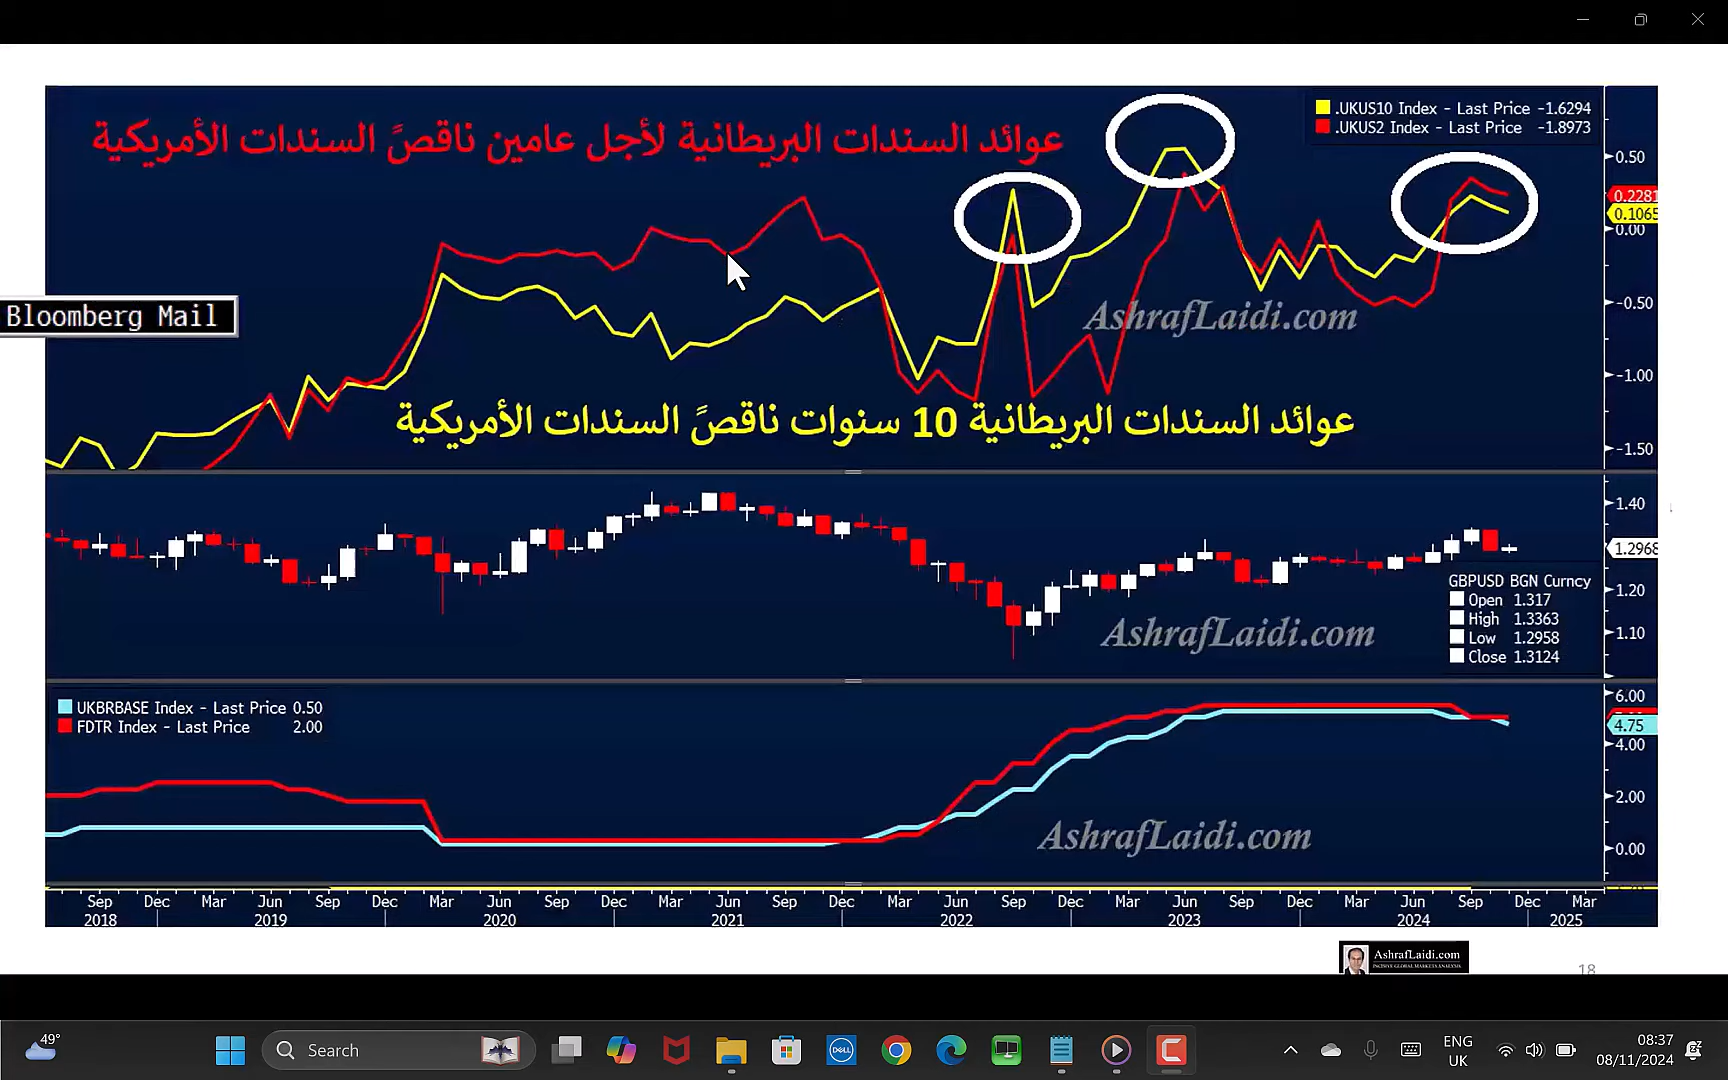 عوائد السندات البريطانية لأجل عامين ناقصً السندات الأمريكية
.UKUS10 Index - Last Price -1.6294
.UKUS2 Index - Last Price -1.8973
0.50
0.2281
0.1065
0.00
-0.50
-1.00
-1.50
Bloomberg Mail
AshrafLaidi.com
عوائد السندات البريطانية 10 سنوات ناقصً السندات الأمريكية
1.40
1.2968
1.20
1.10
GBPUSD BGN Curncy
Open 1.317
High 1.3363
Low 1.2958
Close 1.3124
AshrafLaidi.com
UKBRBASE Index - Last Price 0.50
FDTR Index - Last Price 2.00
6.00
4.75
4.00
2.00
0.00
AshrafLaidi.com
Sep Dec Mar Jun Sep Dec Mar Jun Sep Dec Mar Jun Sep Dec Mar Jun Sep Dec Mar Jun Sep Dec Mar Jun Sep Dec Mar
2018 2019 2020 2021 2022 2023 2024 2025
AshrafLaidi.com
18
49°
Search
DELL
ENG
UK
08:37
08/11/2024